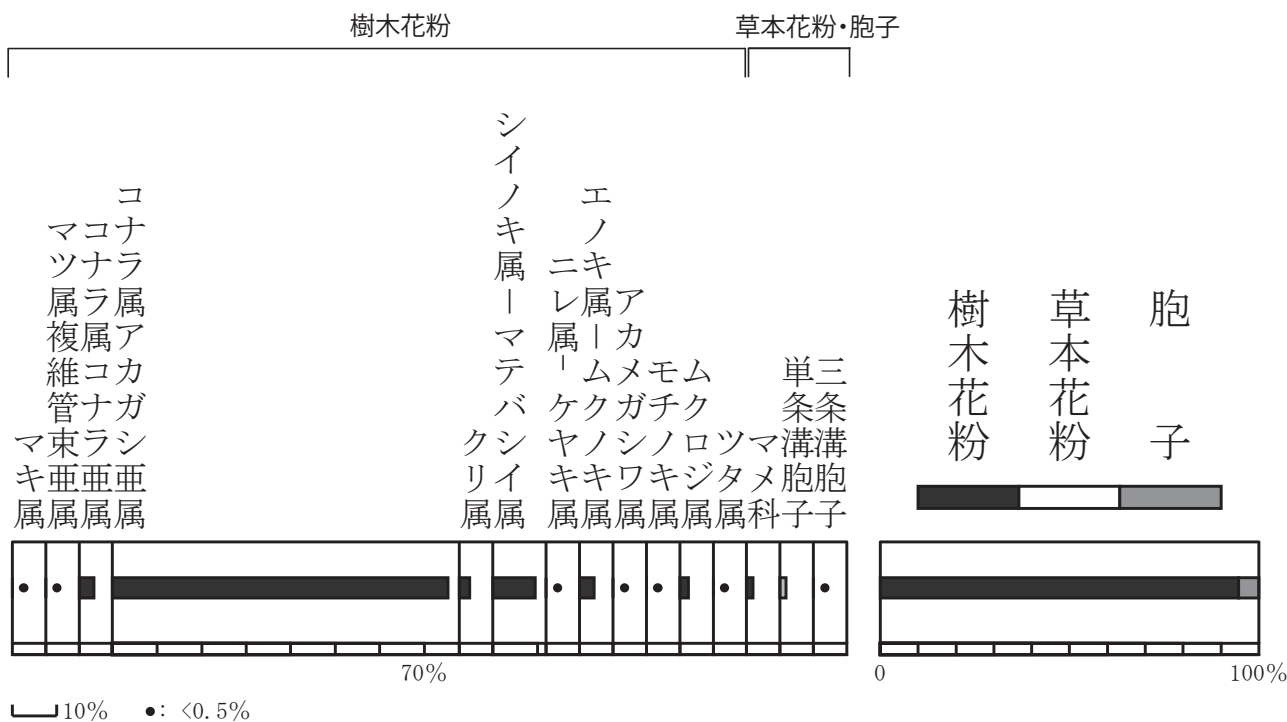 樹木花粉
草本花粉・胞子
マキ属
マツ属複維管束亜属
コナラ属コナラ亜属
コナラ属アカガシ亜属
クリ属
シイノキ属ーマテバシイ属
ニレ属ーケヤキ属
エノキ属ームクノキ属
アカメガシワ属
モチノキ属
ムクロジ属
ツタ属
マメ科
単条溝胞子
三条溝胞子
樹木花粉
草本花粉
胞子
70%
0
100%
10%
●: <0.5%